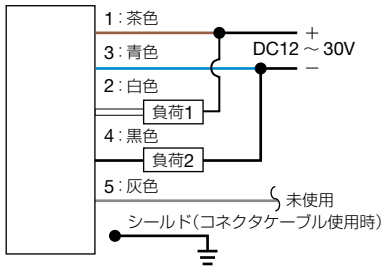 1：茶色
＋
DC12 ～ 30V
3：青色
－
2：白色
負荷1
4：黒色
負荷2
5：灰色
未使用
シールド（コネクタケーブル使用時）